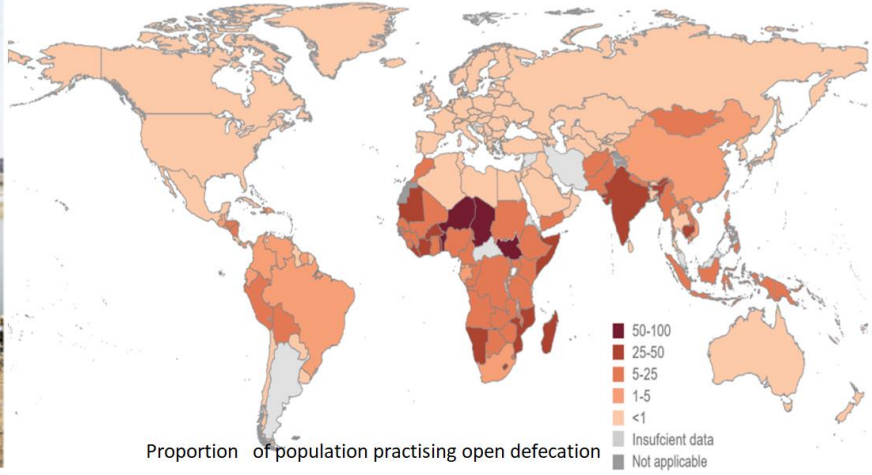 50-100
25-50
5-25
1-5
<1
Insufcient data
Not applicable
Proportion of population practising open defecation